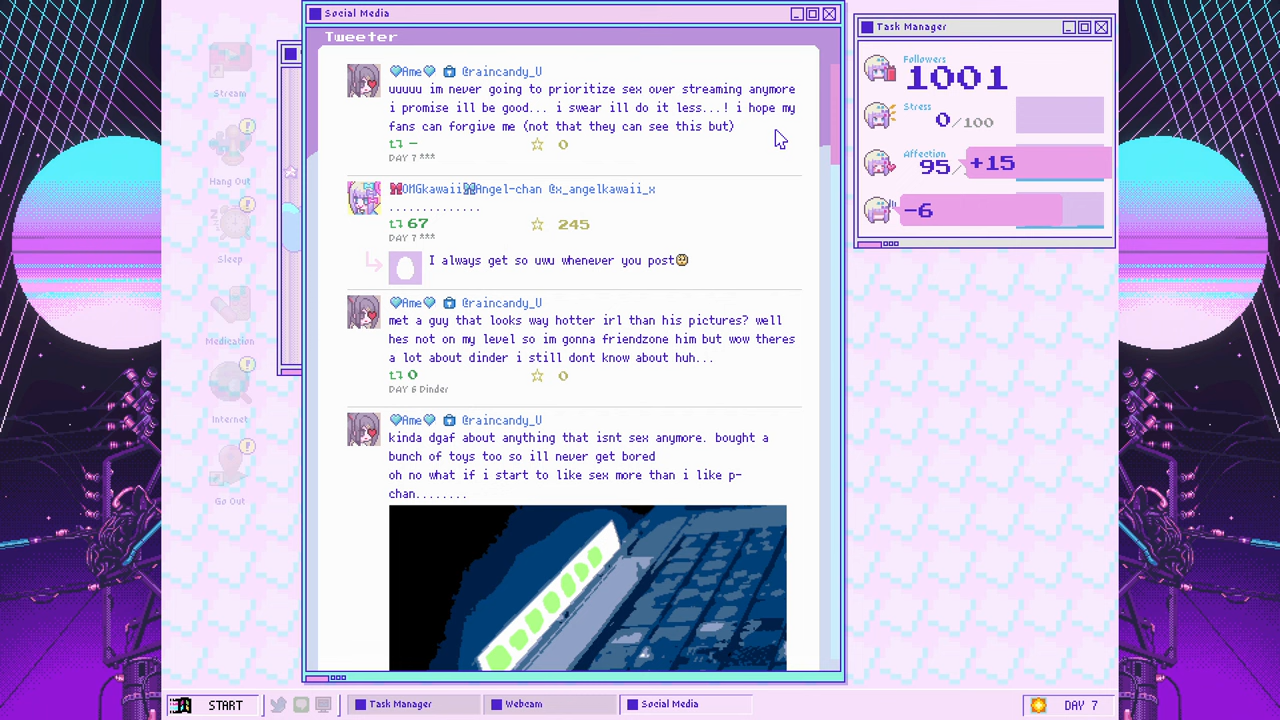 Social Media
Tweeter
Ame @raincandy_U
uuuuu im never going to prioritize sex over streaming anymore
i promise ill be good... i swear ill do it less...! i hope my
fans can forgive me (not that they can see this but)
-
0
DAY 7 ***
OMGkawaiiAngel-chan @x_angelkawaii_x
..............
67
245
DAY 7 ***
I always get so uwu whenever you post
Ame @raincandy_U
met a guy that looks way hotter irl than his pictures? well
hes not on my level so im gonna friendzone him but wow theres
a lot about dinder i still dont know about huh...
0
0
DAY 6 Dinder
Ame @raincandy_U
kinda dgaf about anything that isnt sex anymore. bought a
bunch of toys too so ill never get bored
oh no what if i start to like sex more than i like p-
chan........
Task Manager
Followers
1001
Stress
0/100
Affection
95/
+15
-6
Stream
Hang Out
Sleep
Medication
Internet
Go Out
START
Task Manager
Webcam
Social Media
DAY 7